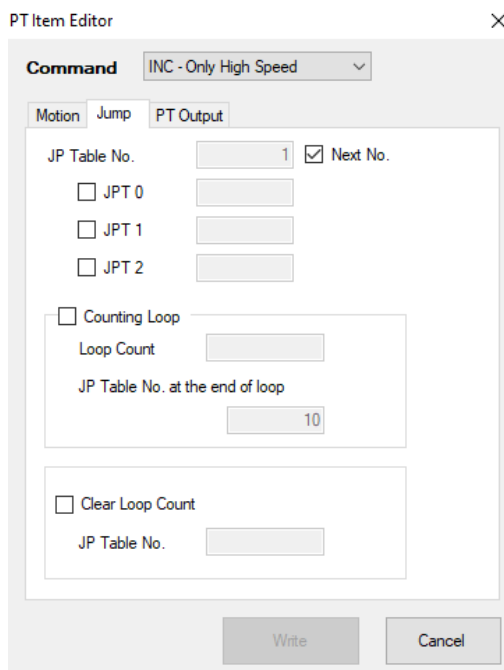 PT Item Editor
Command INC - Only High Speed
Motion Jump PT Output
JP Table No. 1 Next No.
JPT 0
JPT 1
JPT 2
Counting Loop
Loop Count
JP Table No. at the end of loop
10
Clear Loop Count
JP Table No.
Write Cancel